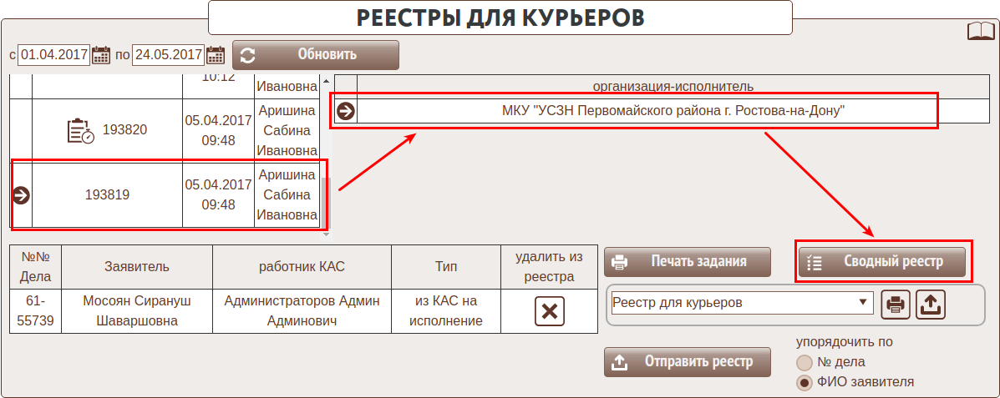 РЕЕСТРЫ ДЛЯ КУРЬЕРОВ
с 01.04.2017 по 24.05.2017 Обновить
10:12
Ивановна
организация-исполнитель
МКУ "УСЗН Первомайского района г. Ростова-на-Дону"
193820
05.04.2017
09:48
Аришина
Сабина
Ивановна
193819
05.04.2017
09:48
Аришина
Сабина
Ивановна
№№
Дела
Заявитель
работник КАС
Тип
удалить из
реестра
61-
55739
Мосоян Сирануш
Шаваршовна
Администраторов Админ
Админович
из КАС на
исполнение
Печать задания
Сводный реестр
Реестр для курьеров
Отправить реестр
упорядочить по
№ дела
ФИО заявителя